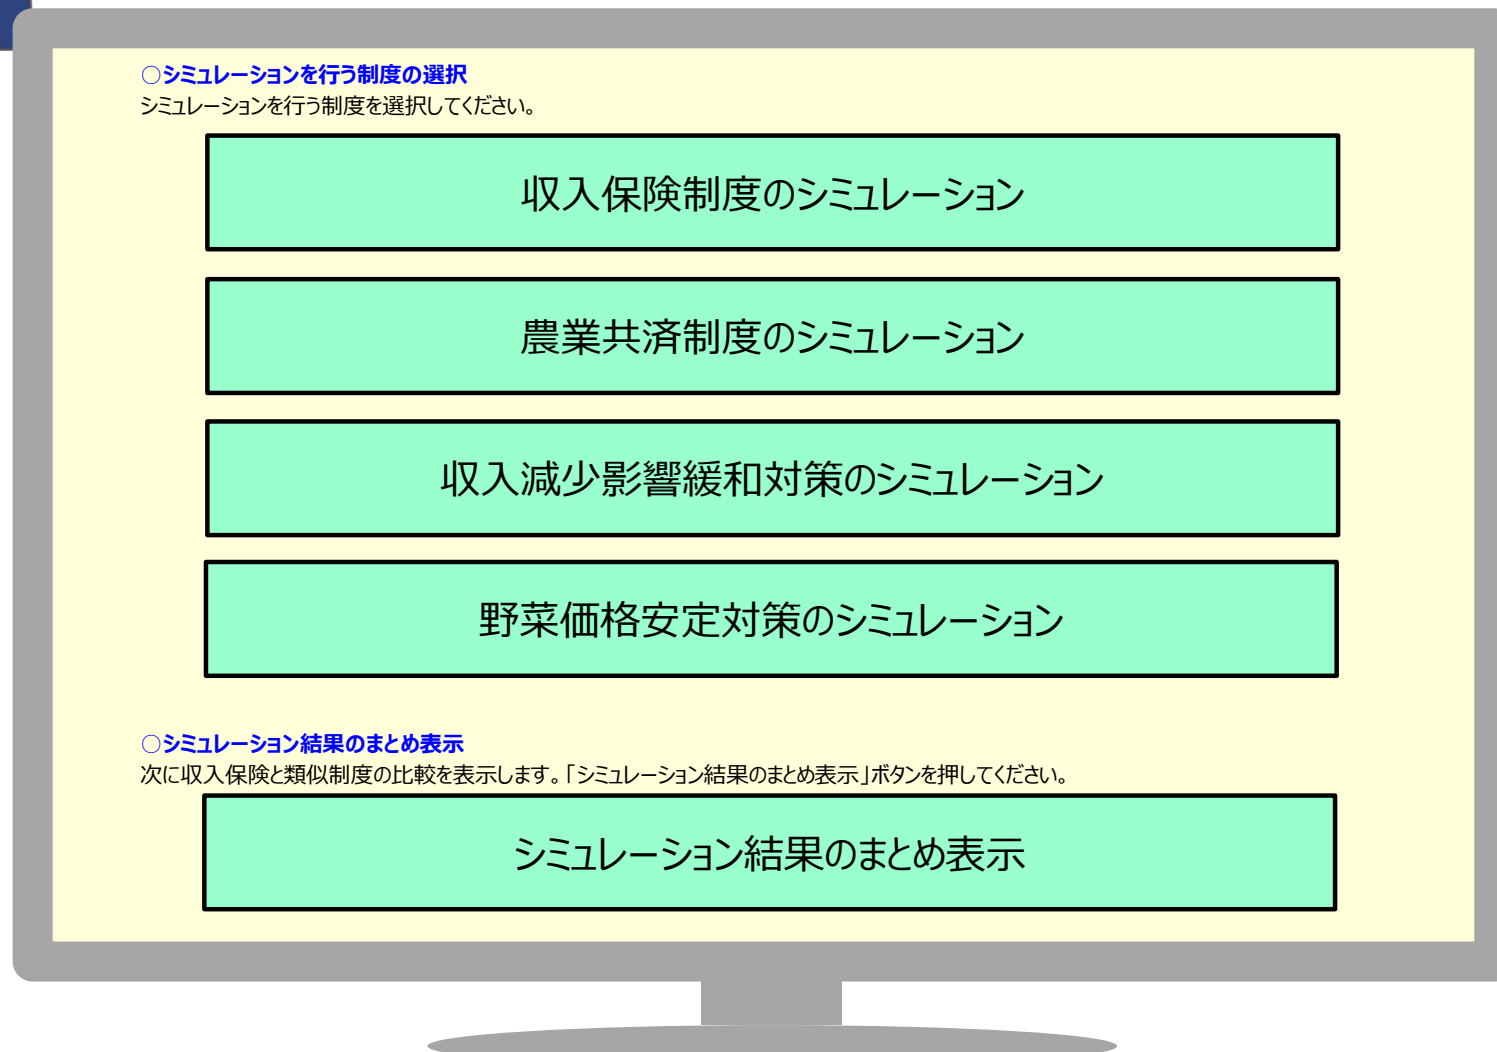 ○シミュレーションを行う制度の選択
シミュレーションを行う制度を選択してください。
収入保険制度のシミュレーション
農業共済制度のシミュレーション
収入減少影響緩和対策のシミュレーション
野菜価格安定対策のシミュレーション
○シミュレーション結果のまとめ表示
次に収入保険と類似制度の比較を表示します。「シミュレーション結果のまとめ表示」ボタンを押してください。
シミュレーション結果のまとめ表示